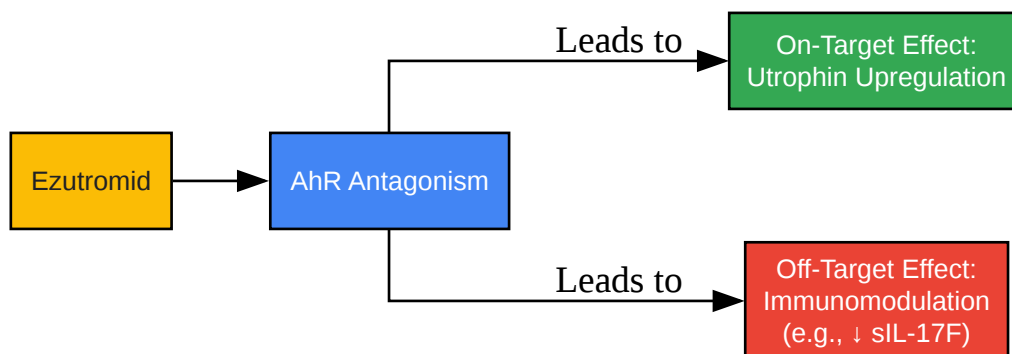 Leads to
On-Target Effect:
Utrophin Upregulation
Ezutromid
AhR Antagonism
Leads to
Off-Target Effect:
Immunomodulation
(e.g., ↓ sIL-17F)